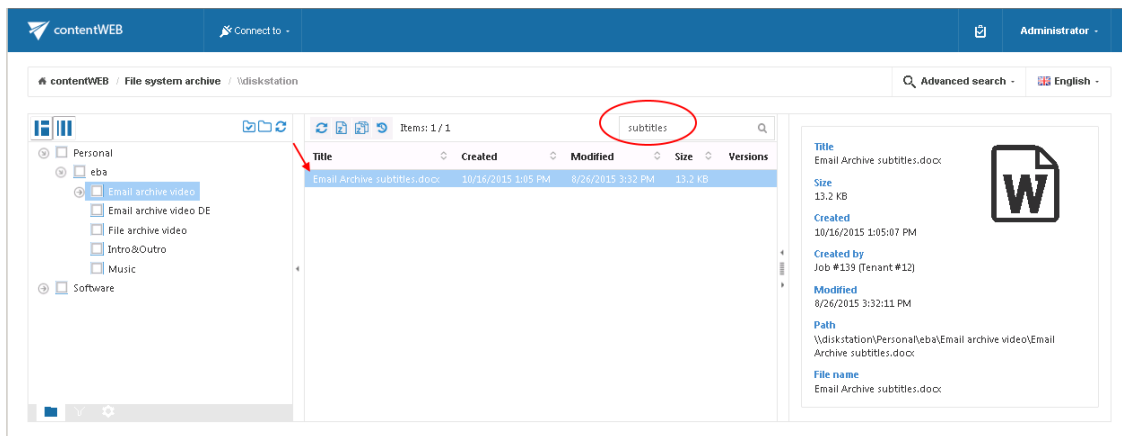 contentWEB Connect to Administrator
contentWEB / File system archive / \\diskstation Advanced search English
Items: 1 / 1 subtitles
Personal
eba
Email archive video
Email archive video DE
File archive video
Intro&Outro
Music
Software
Title Created Modified Size Versions
Email Archive subtitles.docx 10/16/2015 1:05 PM 8/26/2015 3:32 PM 13.2 KB
Title
Email Archive subtitles.docx
Size
13.2 KB
Created
10/16/2015 1:05:07 PM
Created by
Job #139 (Tenant #12)
Modified
8/26/2015 3:32:11 PM
Path
\\diskstation\Personal\eba\Email archive video\Email
Archive subtitles.docx
File name
Email Archive subtitles.docx
W